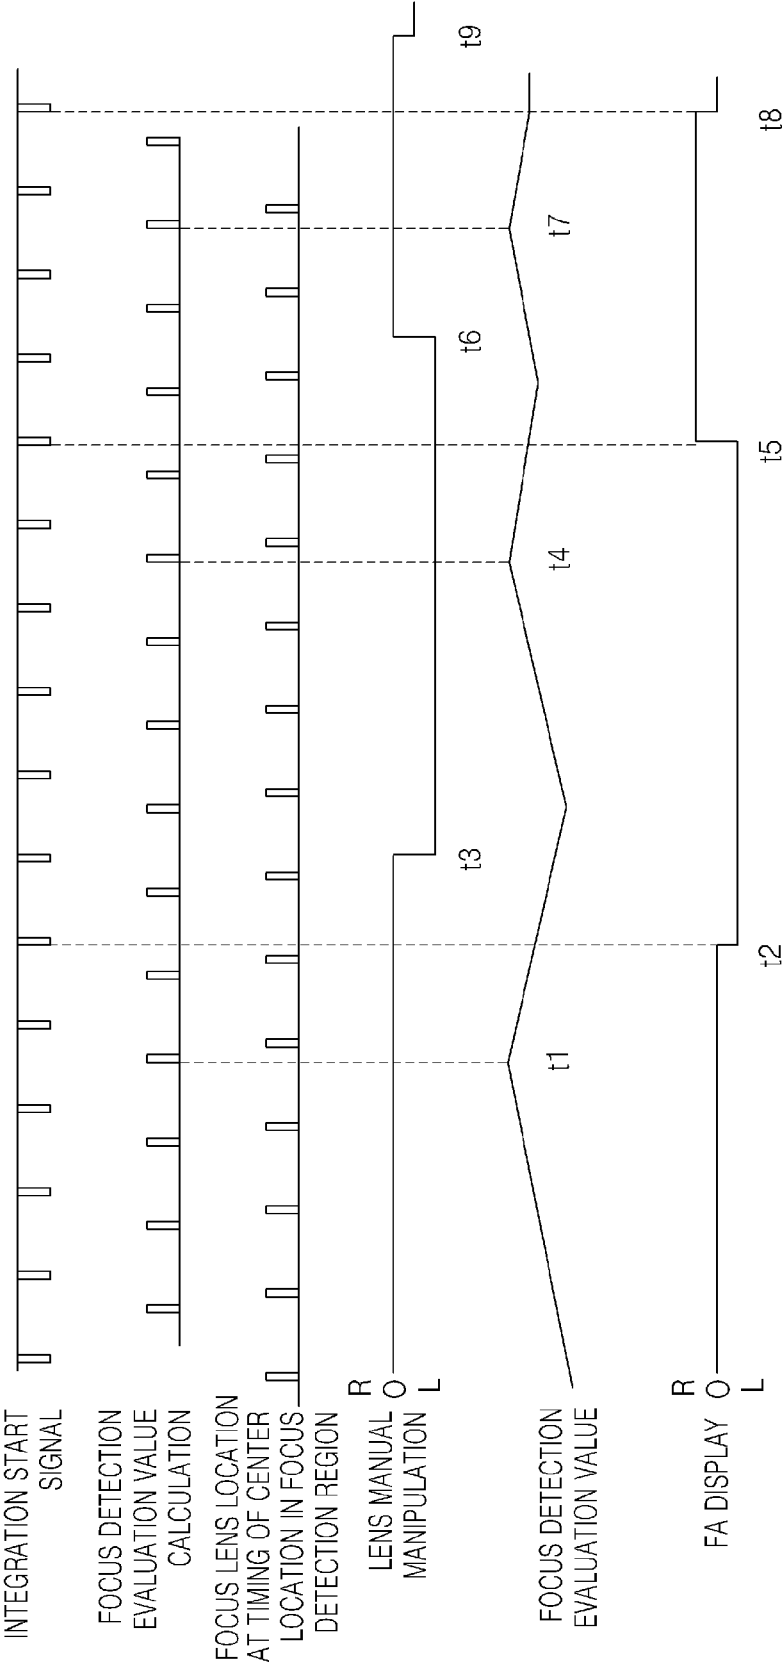 INTEGRATION START
SIGNAL
FOCUS DETECTION
EVALUATION VALUE
CALCULATION
FOCUS LENS LOCATION
AT TIMING OF CENTER
LOCATION IN FOCUS
DETECTION REGION
LENS MANUAL
MANIPULATION
R
O
L
t3
t6
t9
FOCUS DETECTION
EVALUATION VALUE
t1
t4
t7
FA DISPLAY
R
O
L
t2
t5
t8